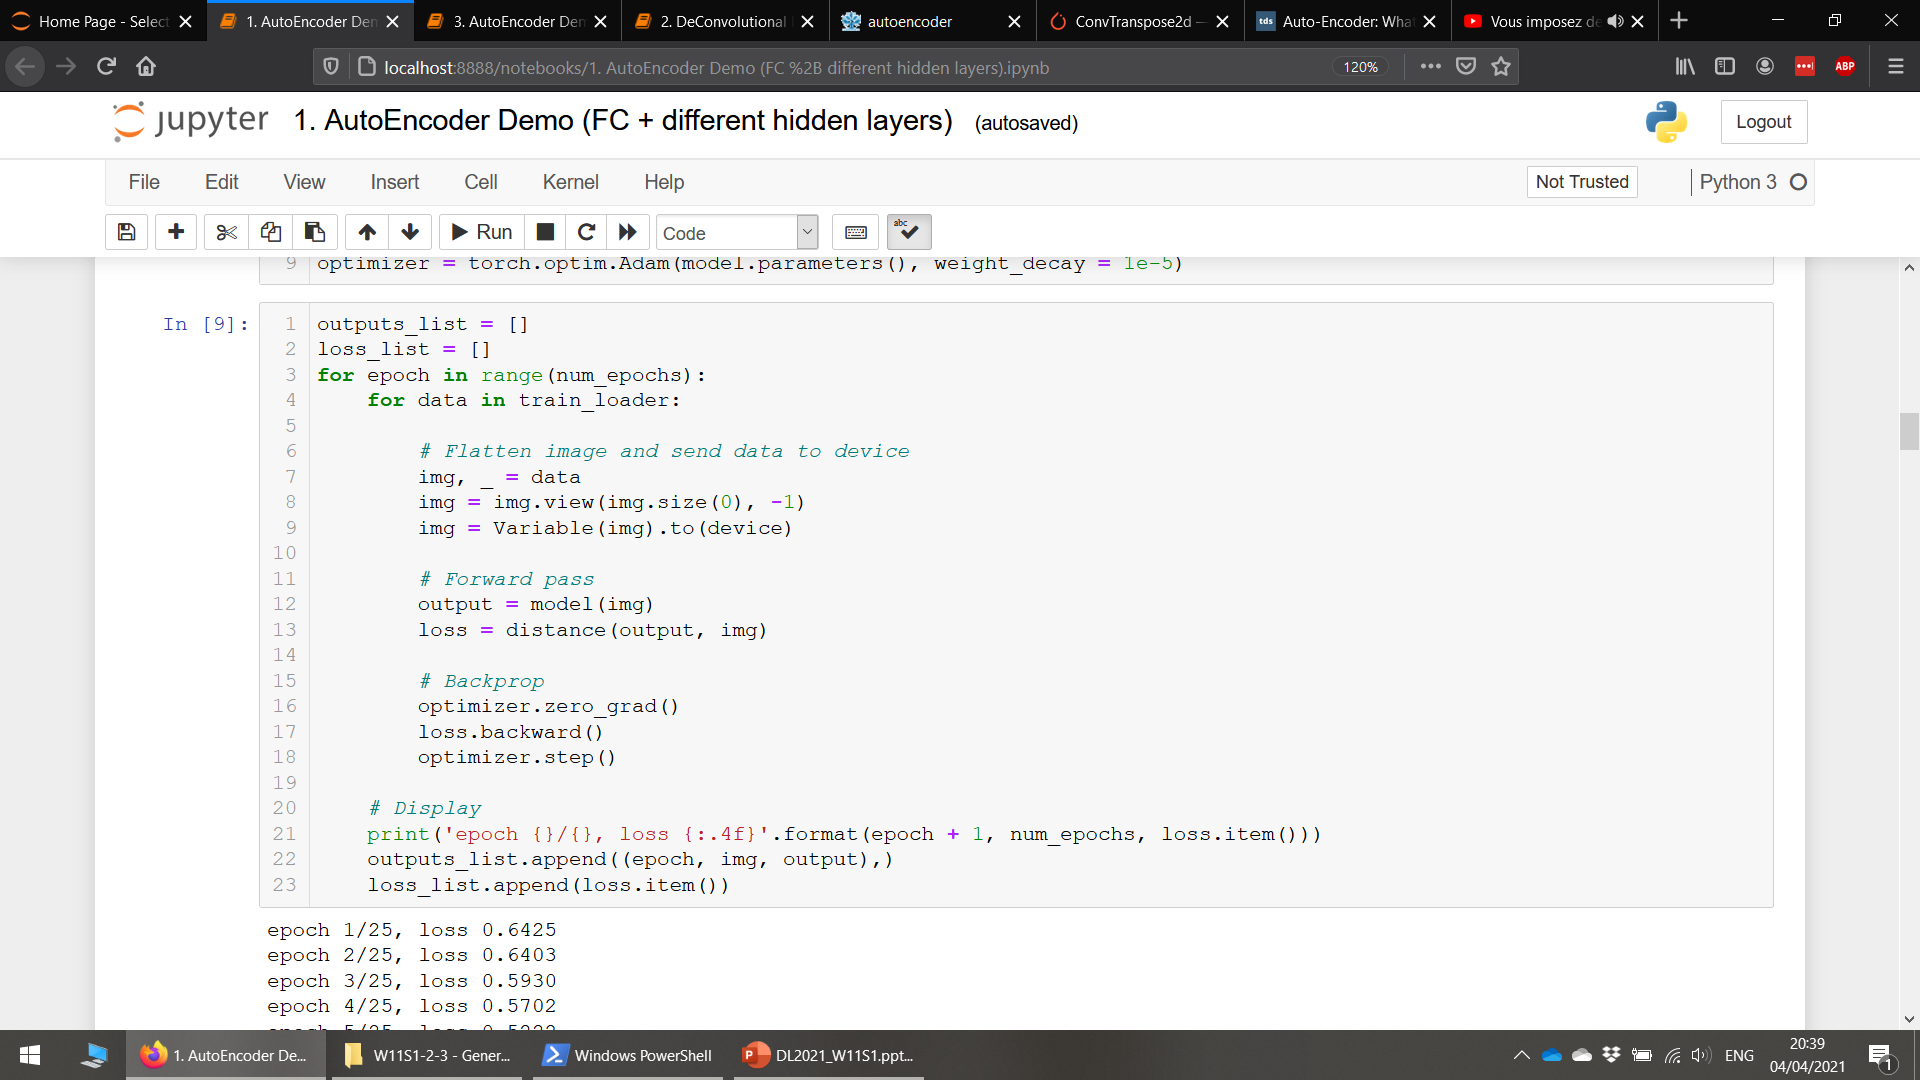 Home Page - Select
1. AutoEncoder Den
3. AutoEncoder Den
2. DeConvolutional
autoencoder
ConvTranspose2d —
tds Auto-Encoder: What
Vous imposez de
localhost:8888/notebooks/1. AutoEncoder Demo (FC %2B different hidden layers).ipynb
120%
ABP
jupyter 1. AutoEncoder Demo (FC + different hidden layers) (autosaved)
Logout
File Edit View Insert Cell Kernel Help
Not Trusted
Python 3
Run
Code
abc
9 optimizer = torch.optim.Adam(model.parameters(), weight_decay = 1e-5)
In [9]:
1 outputs_list = []
2 loss_list = []
3 for epoch in range(num_epochs):
4     for data in train_loader:
5
6         # Flatten image and send data to device
7         img, _ = data
8         img = img.view(img.size(0), -1)
9         img = Variable(img).to(device)
10
11         # Forward pass
12         output = model(img)
13         loss = distance(output, img)
14
15         # Backprop
16         optimizer.zero_grad()
17         loss.backward()
18         optimizer.step()
19
20     # Display
21     print('epoch {}/{}, loss {:.4f}'.format(epoch + 1, num_epochs, loss.item()))
22     outputs_list.append((epoch, img, output),)
23     loss_list.append(loss.item())
epoch 1/25, loss 0.6425
epoch 2/25, loss 0.6403
epoch 3/25, loss 0.5930
epoch 4/25, loss 0.5702
1. AutoEncoder De...
W11S1-2-3 - Gener...
Windows PowerShell
DL2021_W11S1.ppt...
ENG
20:39
04/04/2021
1